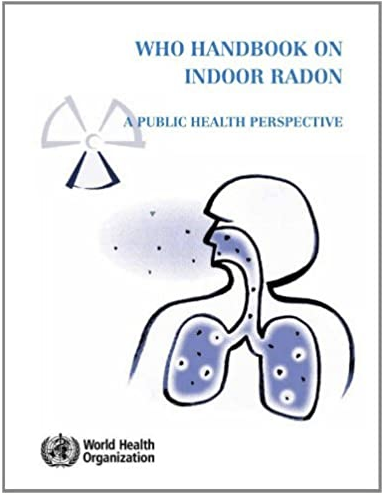 WHO HANDBOOK ON
INDOOR RADON
A PUBLIC HEALTH PERSPECTIVE
World Health
Organization